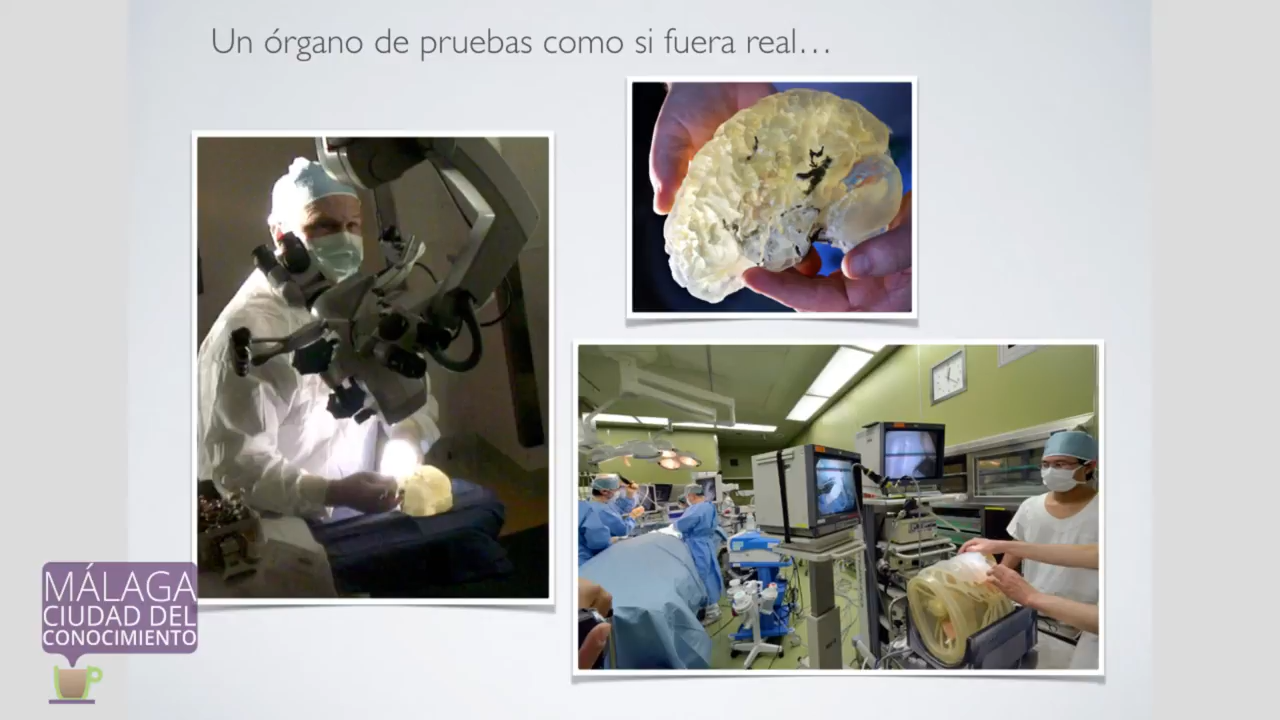 Un órgano de pruebas como si fuera real…
MÁLAGA
CIUDAD DEL
CONOCIMIENTO